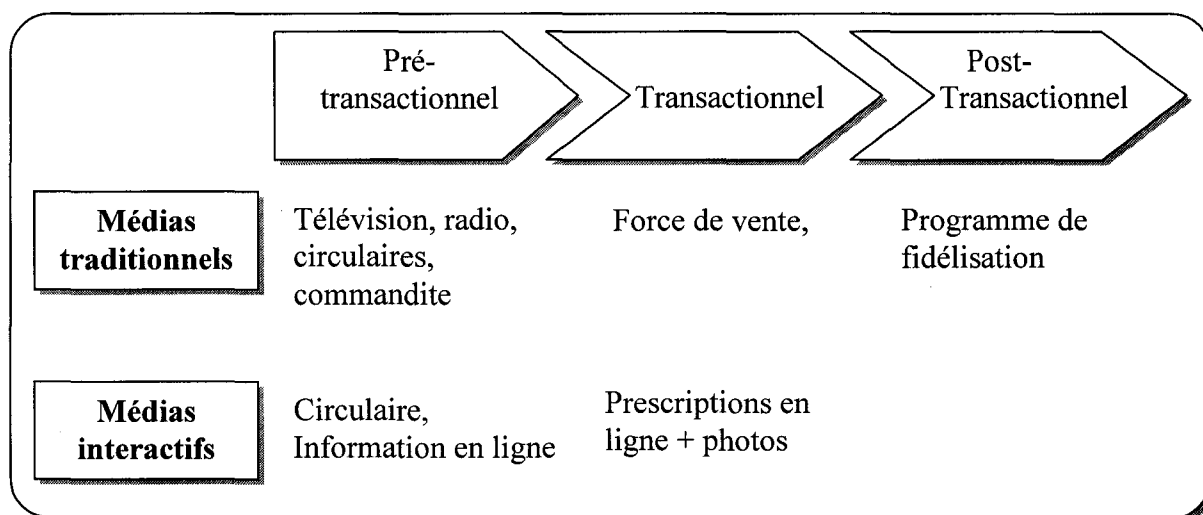 Pré-
transactionnel
Transactionnel
Post-
Transactionnel
Médias
traditionnels
Télévision, radio,
circulaires,
commandite
Force de vente,
Programme de
fidélisation
Médias
interactifs
Circulaire,
Information en ligne
Prescriptions en
ligne + photos